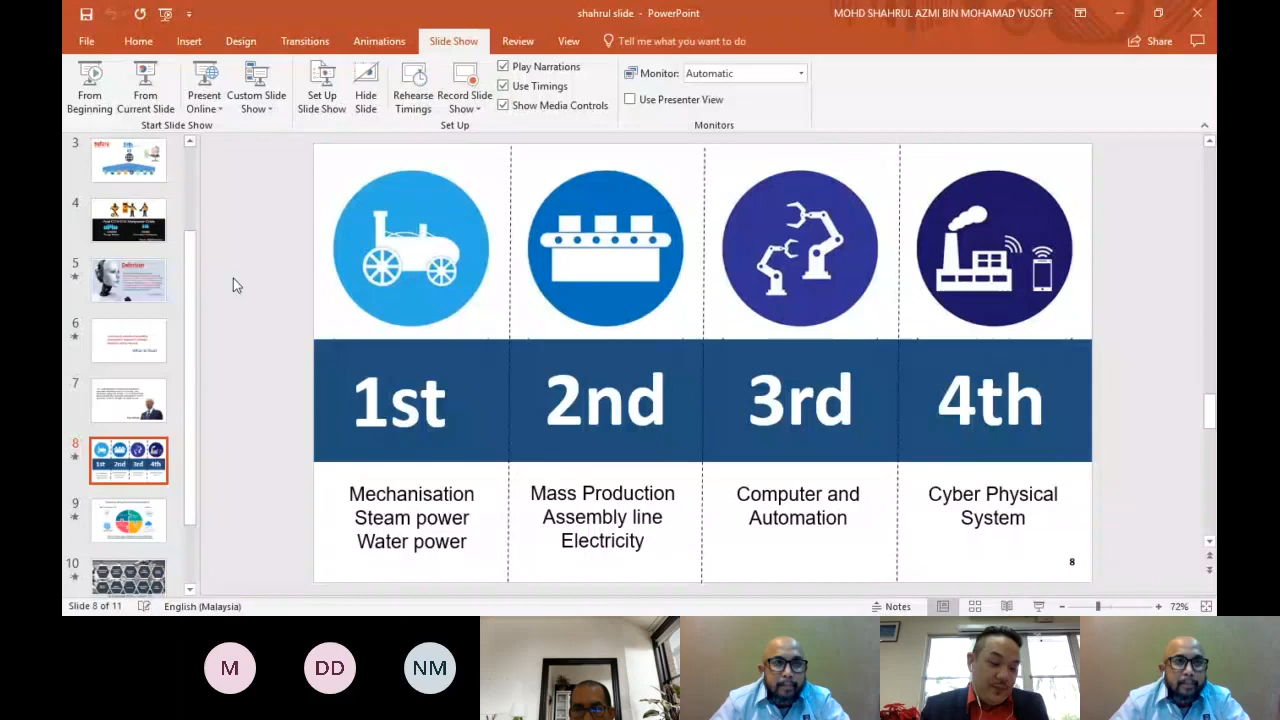 shahrul slide - PowerPoint
MOHD SHAHRUL AZMI BIN MOHAMAD YUSOFF
File
Home
Insert
Design
Transitions
Animations
Slide Show
Review
View
Tell me what you want to do
Share
From Beginning
From Current Slide
Present Online
Custom Slide Show
Set Up Slide Show
Hide Slide
Rehearse Timings
Record Slide Show
Play Narrations
Use Timings
Show Media Controls
Monitor: Automatic
Use Presenter View
Start Slide Show
Set Up
Monitors
3
4
5
6
7
8
9
10
1st
2nd
3rd
4th
Mechanisation
Steam power
Water power
Mass Production
Assembly line
Electricity
Computer and
Automation
Cyber Physical
System
8
Slide 8 of 11
English (Malaysia)
Notes
72%
M
DD
NM